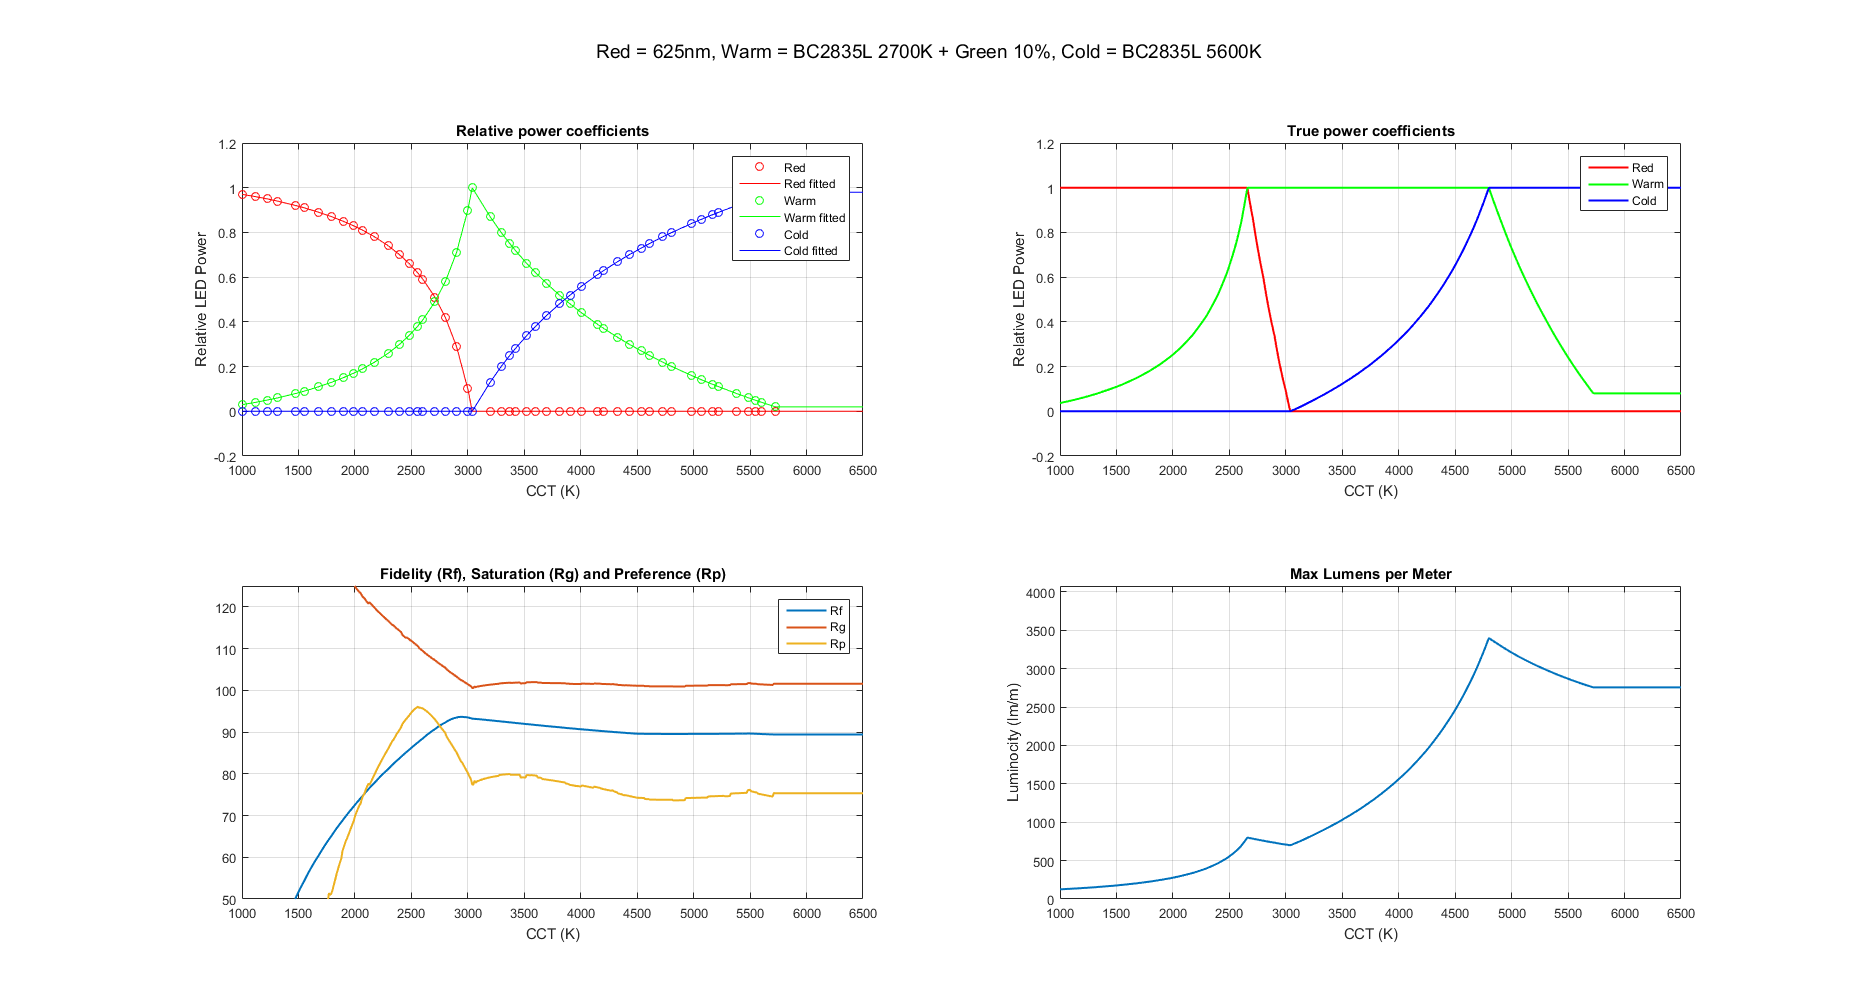 Red = 625nm, Warm = BC2835L 2700K + Green 10%, Cold = BC2835L 5600K
Relative power coefficients
1.2
1
0.8
0.6
0.4
0.2
0
-0.2
Relative LED Power
1000 1500 2000 2500 3000 3500 4000 4500 5000 5500 6000 6500
CCT (K)
Red
Red fitted
Warm
Warm fitted
Cold
Cold fitted
True power coefficients
1.2
1
0.8
0.6
0.4
0.2
0
-0.2
Relative LED Power
1000 1500 2000 2500 3000 3500 4000 4500 5000 5500 6000 6500
CCT (K)
Red
Warm
Cold
Fidelity (Rf), Saturation (Rg) and Preference (Rp)
120
110
100
90
80
70
60
50
1000 1500 2000 2500 3000 3500 4000 4500 5000 5500 6000 6500
CCT (K)
Rf
Rg
Rp
Max Lumens per Meter
4000
3500
3000
2500
2000
1500
1000
500
0
Luminocity (lm/m)
1000 1500 2000 2500 3000 3500 4000 4500 5000 5500 6000 6500
CCT (K)